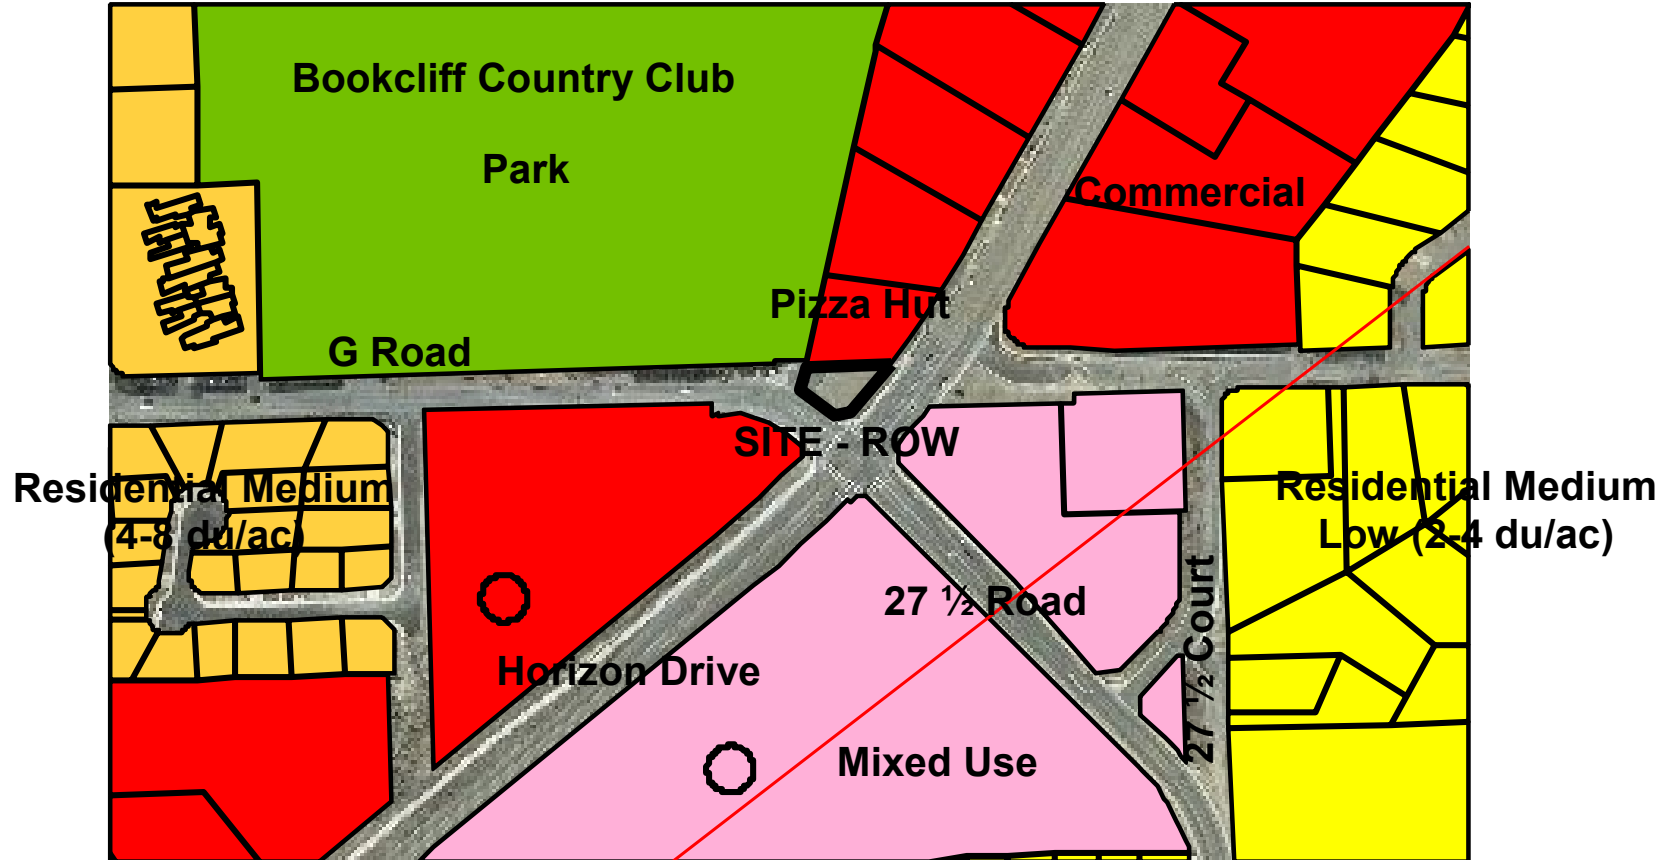 Bookcliff Country Club
Park
Commercial
Pizza Hut
G Road
SITE - ROW
Residential Medium
(4-8 du/ac)
Residential Medium
Low (2-4 du/ac)
27 ½ Road
27 ½ Court
Horizon Drive
Mixed Use